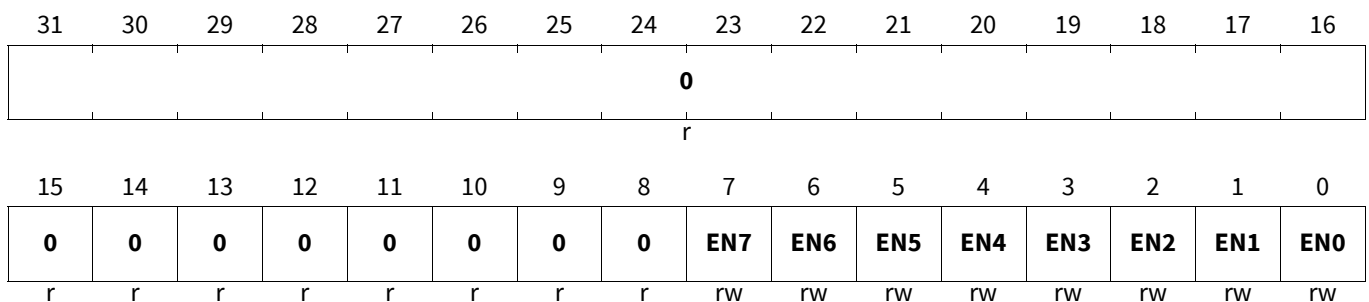 31 30 29 28 27 26 25 24 23 22 21 20 19 18 17 16
0
r
15 14 13 12 11 10 9 8 7 6 5 4 3 2 1 0
0 0 0 0 0 0 0 0 EN7 EN6 EN5 EN4 EN3 EN2 EN1 EN0
r r r r r r r r rw rw rw rw rw rw rw rw